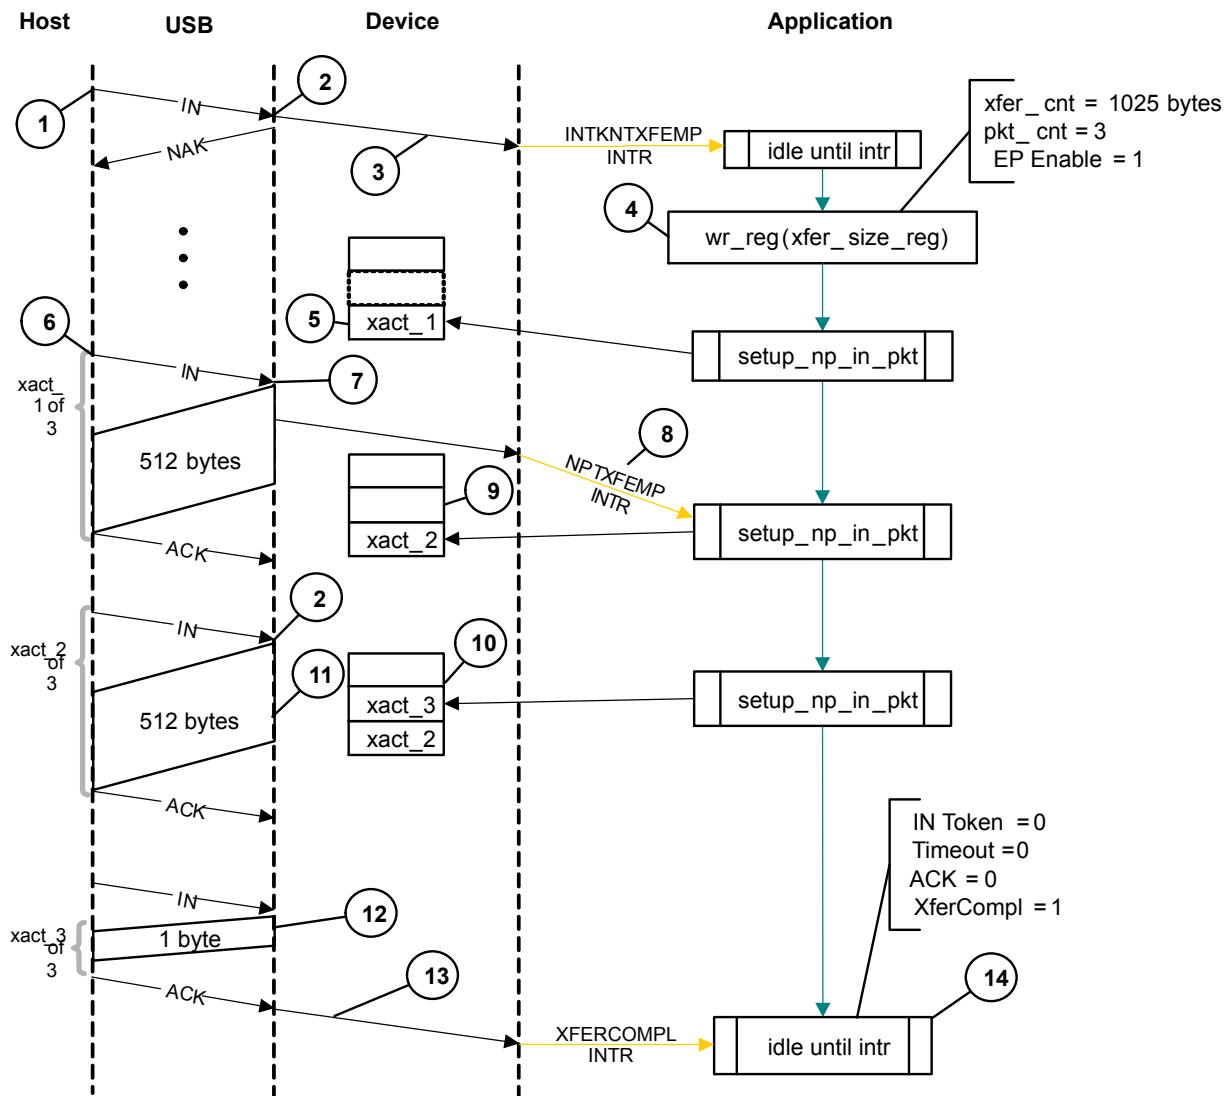 Host
USB
Device
Application
1
IN
2
NAK
3
INTKNTXFEMP
INTR
idle until intr
xfer_cnt = 1025 bytes
pkt_cnt = 3
EP Enable = 1
4
wr_reg(xfer_size_reg)
5
xact_1
setup_np_in_pkt
6
xact_
1 of
3
IN
7
512 bytes
8
NPTXFEMP
INTR
9
xact_2
setup_np_in_pkt
ACK
2
xact_2
of
3
IN
10
11
512 bytes
xact_3
xact_2
setup_np_in_pkt
ACK
IN Token = 0
Timeout = 0
ACK = 0
XferCompl = 1
IN
12
xact_3
of
3
1 byte
ACK
13
XFERCOMPL
INTR
idle until intr
14